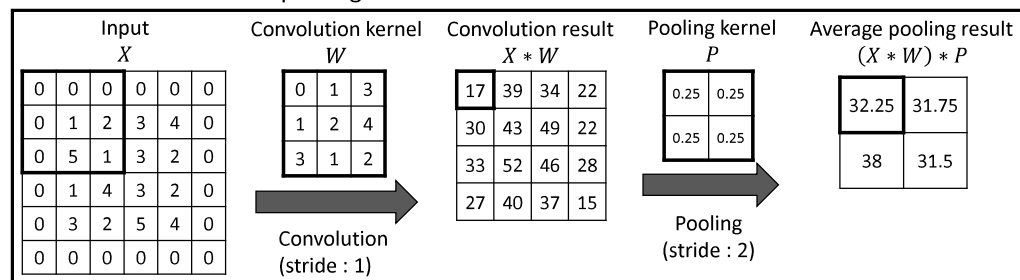 Input
X
0 0 0 0 0 0
0 1 2 3 4 0
0 5 1 3 2 0
0 1 4 3 2 0
0 3 2 5 4 0
0 0 0 0 0 0
Convolution kernel
W
0 1 3
1 2 4
3 1 2
Convolution
(stride : 1)
Convolution result
X * W
17 39 34 22
30 43 49 22
33 52 46 28
27 40 37 15
Pooling kernel
P
0.25 0.25
0.25 0.25
Pooling
(stride : 2)
Average pooling result
(X * W) * P
32.25 31.75
38 31.5